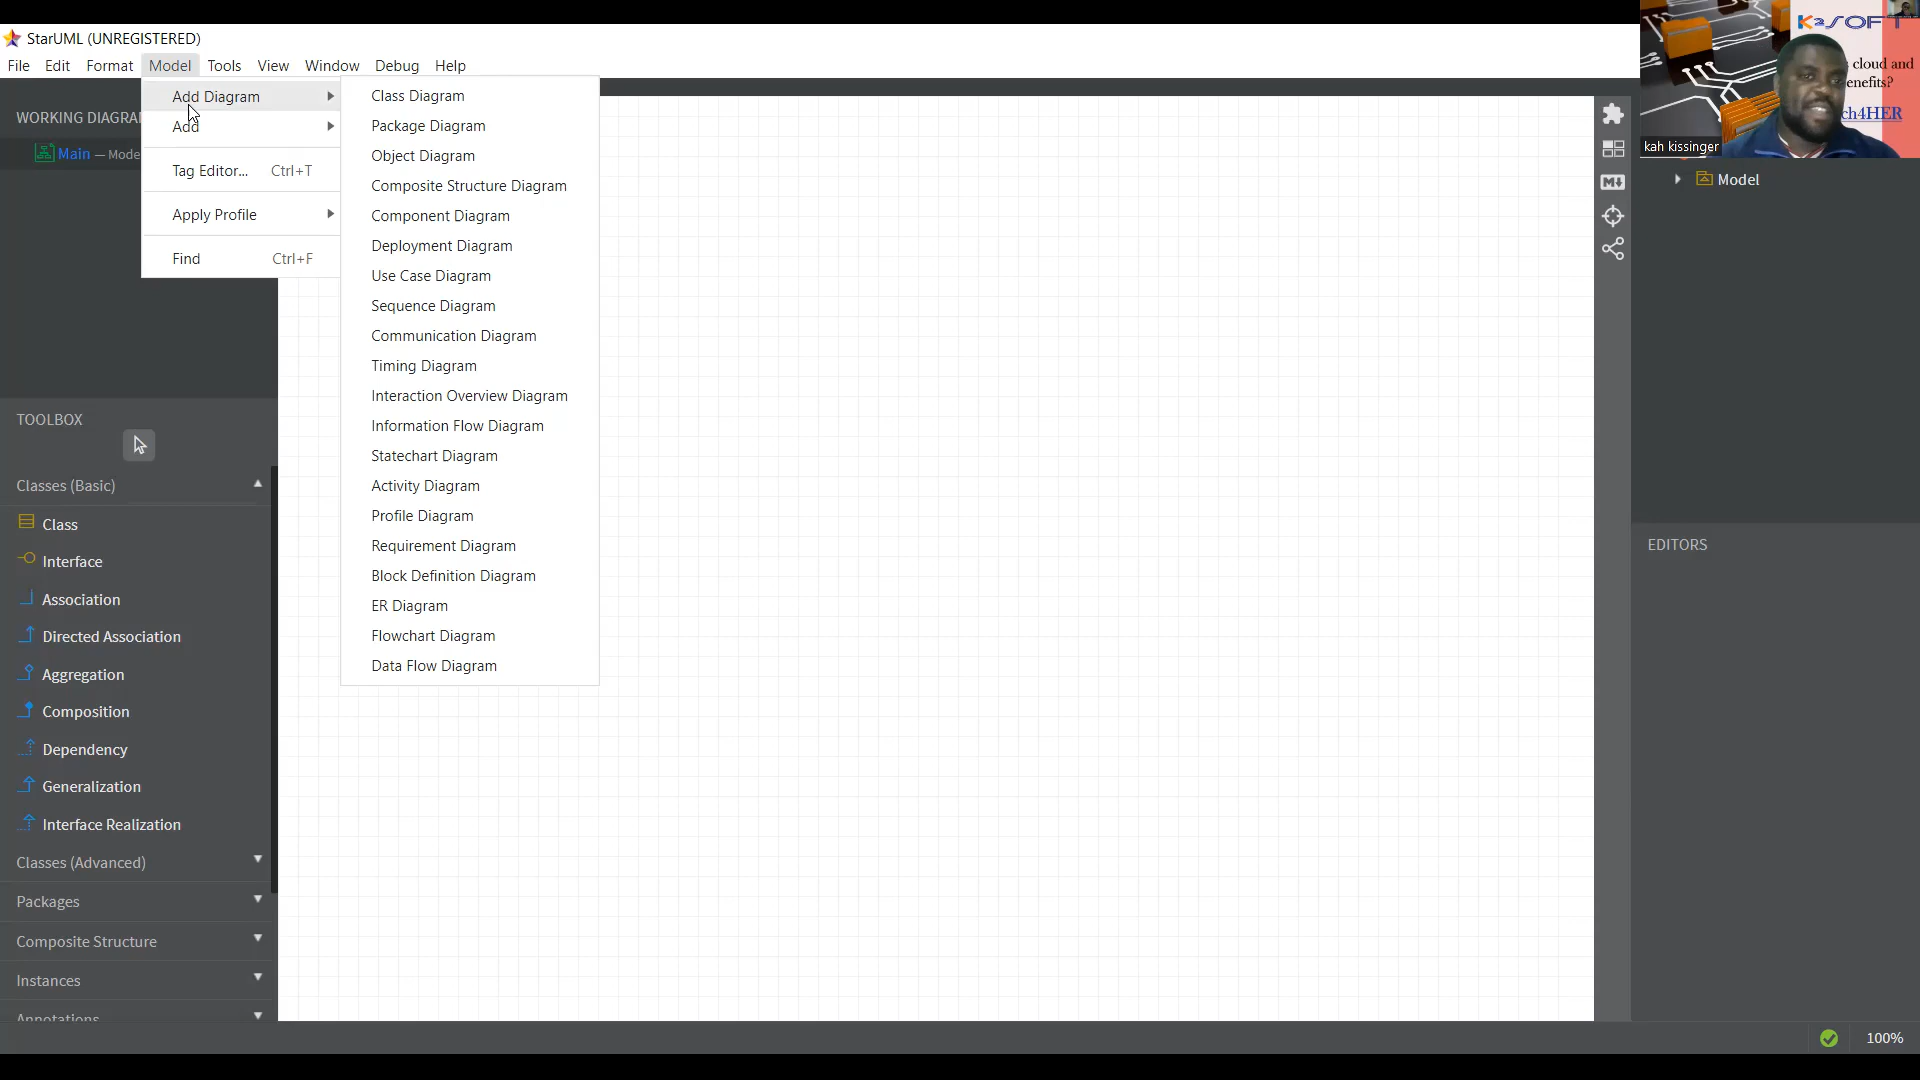 StarUML (UNREGISTERED)
File Edit Format Model Tools View Window Debug Help
WORKING DIAGRA
Main — Mode
Add Diagram
Add
Tag Editor... Ctrl+T
Apply Profile
Find Ctrl+F
Class Diagram
Package Diagram
Object Diagram
Composite Structure Diagram
Component Diagram
Deployment Diagram
Use Case Diagram
Sequence Diagram
Communication Diagram
Timing Diagram
Interaction Overview Diagram
Information Flow Diagram
Statechart Diagram
Activity Diagram
Profile Diagram
Requirement Diagram
Block Definition Diagram
ER Diagram
Flowchart Diagram
Data Flow Diagram
TOOLBOX
Classes (Basic)
Class
Interface
Association
Directed Association
Aggregation
Composition
Dependency
Generalization
Interface Realization
Classes (Advanced)
Packages
Composite Structure
Instances
Annotations
K2SOFT
cloud and
enefits?
ch4HER
kah kissinger
Model
EDITORS
100%